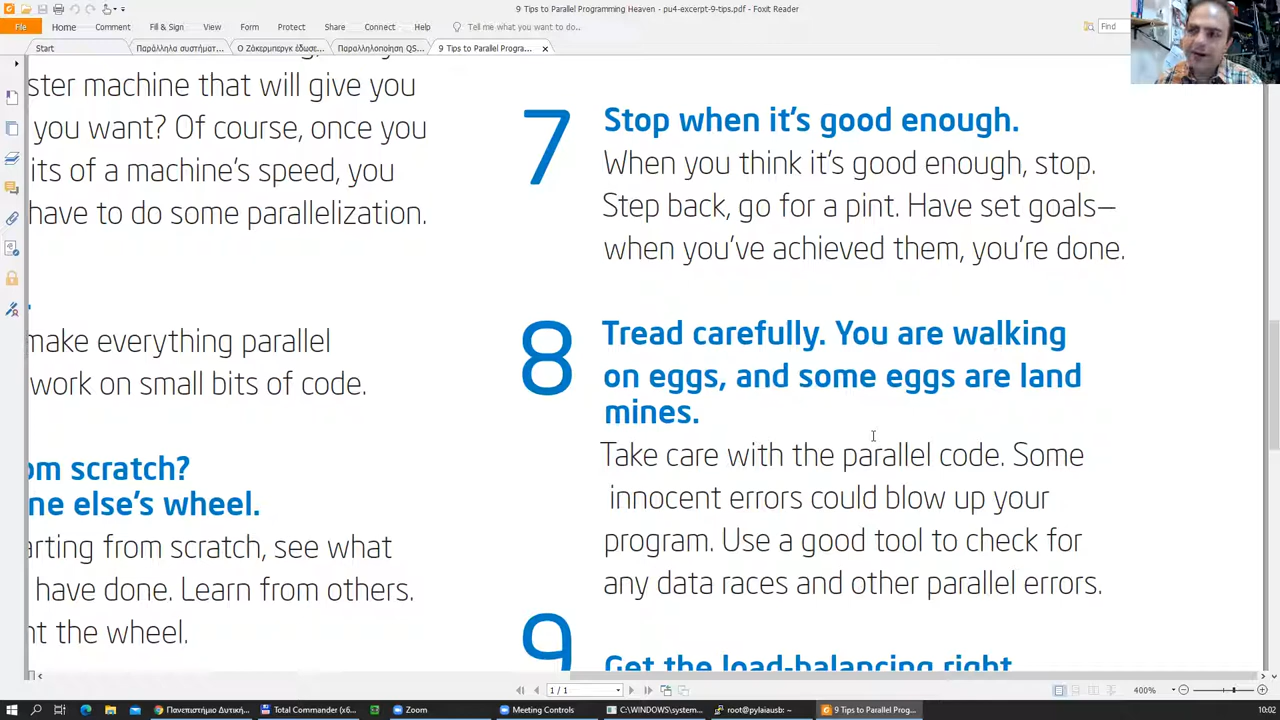 9 Tips to Parallel Programming Heaven - pu4-excerpt-9-tips.pdf - Foxit Reader
File Home Comment Fill & Sign View Form Protect Share Connect Help Tell me what you want to do.. Find
Start Παράλληλα συστήματ... Ο Ζόκερμπεργκ έδωσε... Παραλληλοποίηση QS... 9 Tips to Parallel Progra...
ster machine that will give you
you want? Of course, once you
its of a machine's speed, you
have to do some parallelization.
make everything parallel
work on small bits of code.
om scratch?
ne else's wheel.
arting from scratch, see what
have done. Learn from others.
nt the wheel.
7 Stop when it's good enough.
When you think it's good enough, stop.
Step back, go for a pint. Have set goals—
when you've achieved them, you're done.
8 Tread carefully. You are walking
on eggs, and some eggs are land
mines.
Take care with the parallel code. Some
innocent errors could blow up your
program. Use a good tool to check for
any data races and other parallel errors.
9 Get the load-balancing right
1 / 1 400%
Πανεπιστήμιο Δυτική... Total Commander (x6... Zoom Meeting Controls C:\WINDOWS\system... root@pylaiausb: ~ 9 Tips to Parallel Prog... 10:02